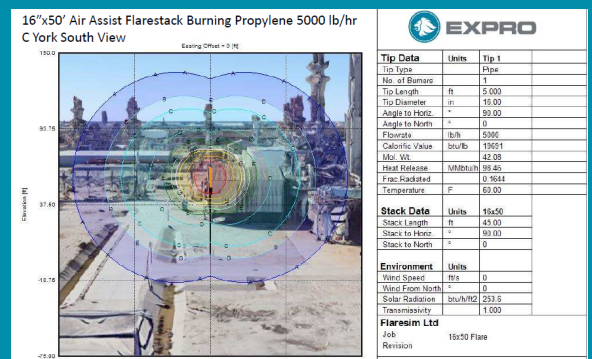 16"x50' Air Assist Flarestack Burning Propylene 5000 lb/hr
C York South View
EXPRO
Easting Offset = 0 [ft]
150.0
93.75
37.50
-18.75
-75.00
Elevation [ft]
Tip Data Units Tip 1
Tip Type Pipe
No. of Burners 1
Tip Length ft 5.000
Tip Diameter in 16.00
Angle to Horiz. ° 90.00
Angle to North ° 0
Flowrate lb/h 5000
Calorific Value btu/lb 19691
Mol. Wt. 42.08
Heat Release MMbtu/h 98.46
Frac.Radiated 0.1644
Temperature F 60.00
Stack Data Units 16x50
Stack Length ft 45.00
Stack to Horiz. ° 90.00
Stack to North ° 0
Environment Units
Wind Speed ft/s 0
Wind From North ° 0
Solar Radiation btu/h/ft2 253.6
Transmissivity 1.000
Flaresim Ltd
Job 16x50 Flare
Revision